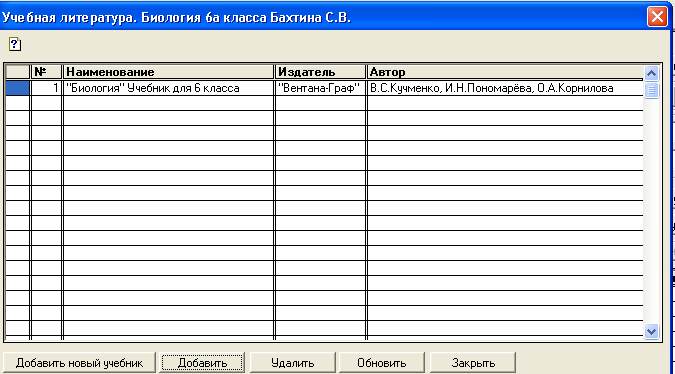 Учебная литература. Биология 6а класса Бахтина С.В.
?
№ Наименование Издатель Автор
1 "Биология" Учебник для 6 класса "Вентана-Граф" В.С.Кучменко, И.Н.Пономарёва, О.А.Корнилова
Добавить новый учебник Добавить Удалить Обновить Закрыть